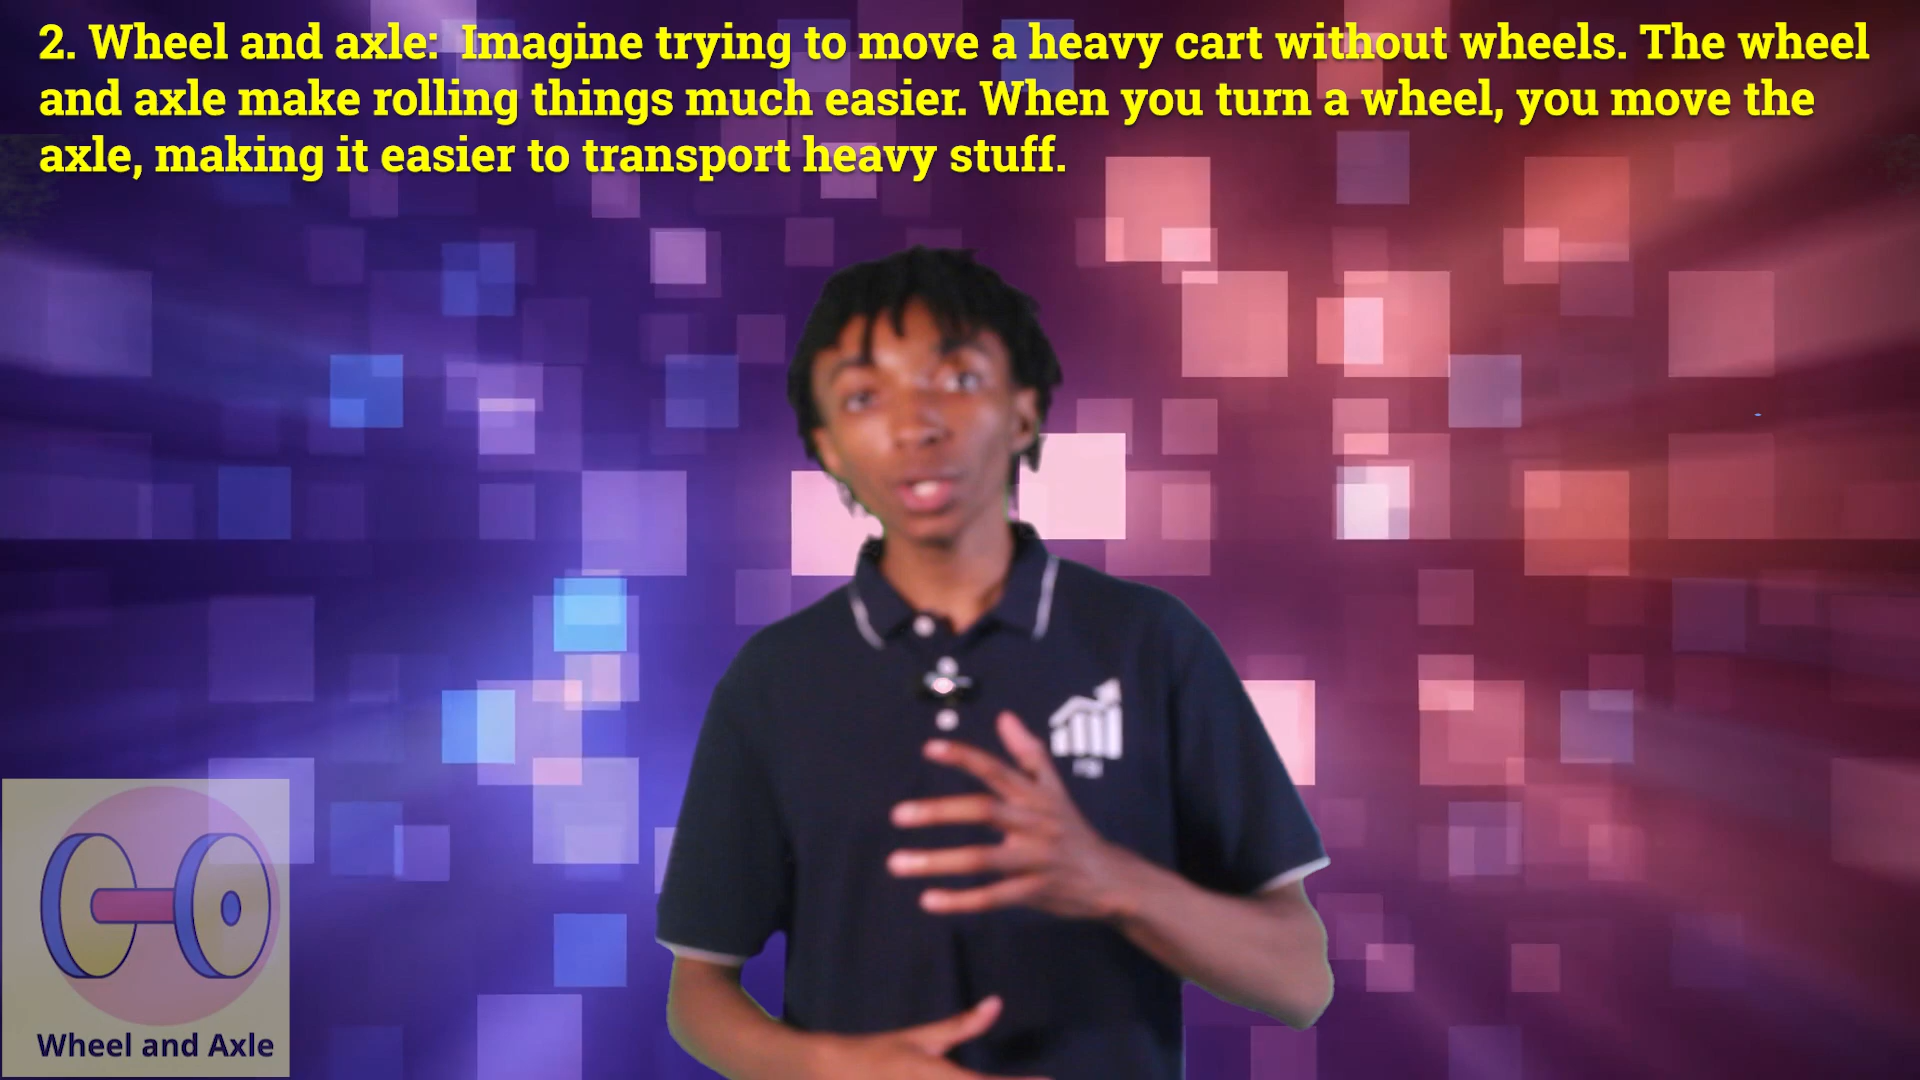 2. Wheel and axle: Imagine trying to move a heavy cart without wheels. The wheel
and axle make rolling things much easier. When you turn a wheel, you move the
axle, making it easier to transport heavy stuff.
Wheel and Axle